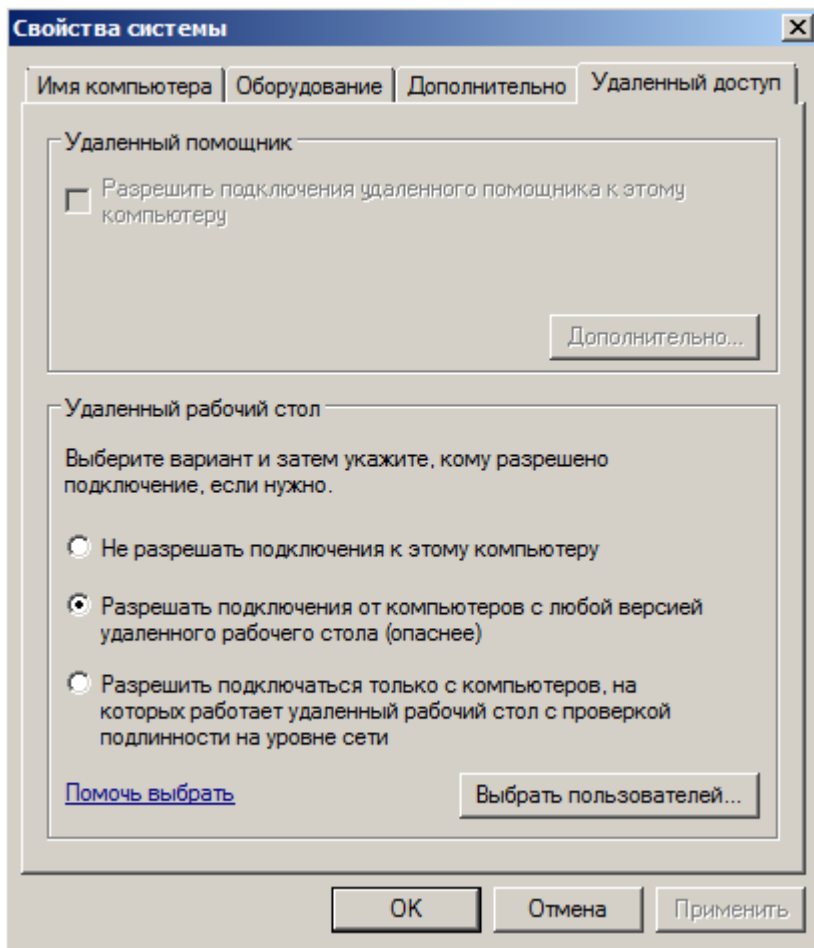 Свойства системы
Имя компьютера Оборудование Дополнительно Удаленный доступ
Удаленный помощник
Разрешить подключения удаленного помощника к этому
компьютеру
Дополнительно...
Удаленный рабочий стол
Выберите вариант и затем укажите, кому разрешено
подключение, если нужно.
Не разрешать подключения к этому компьютеру
Разрешать подключения от компьютеров с любой версией
удаленного рабочего стола (опаснее)
Разрешить подключаться только с компьютеров, на
которых работает удаленный рабочий стол с проверкой
подлинности на уровне сети
Помочь выбрать Выбрать пользователей...
ОК Отмена Применить